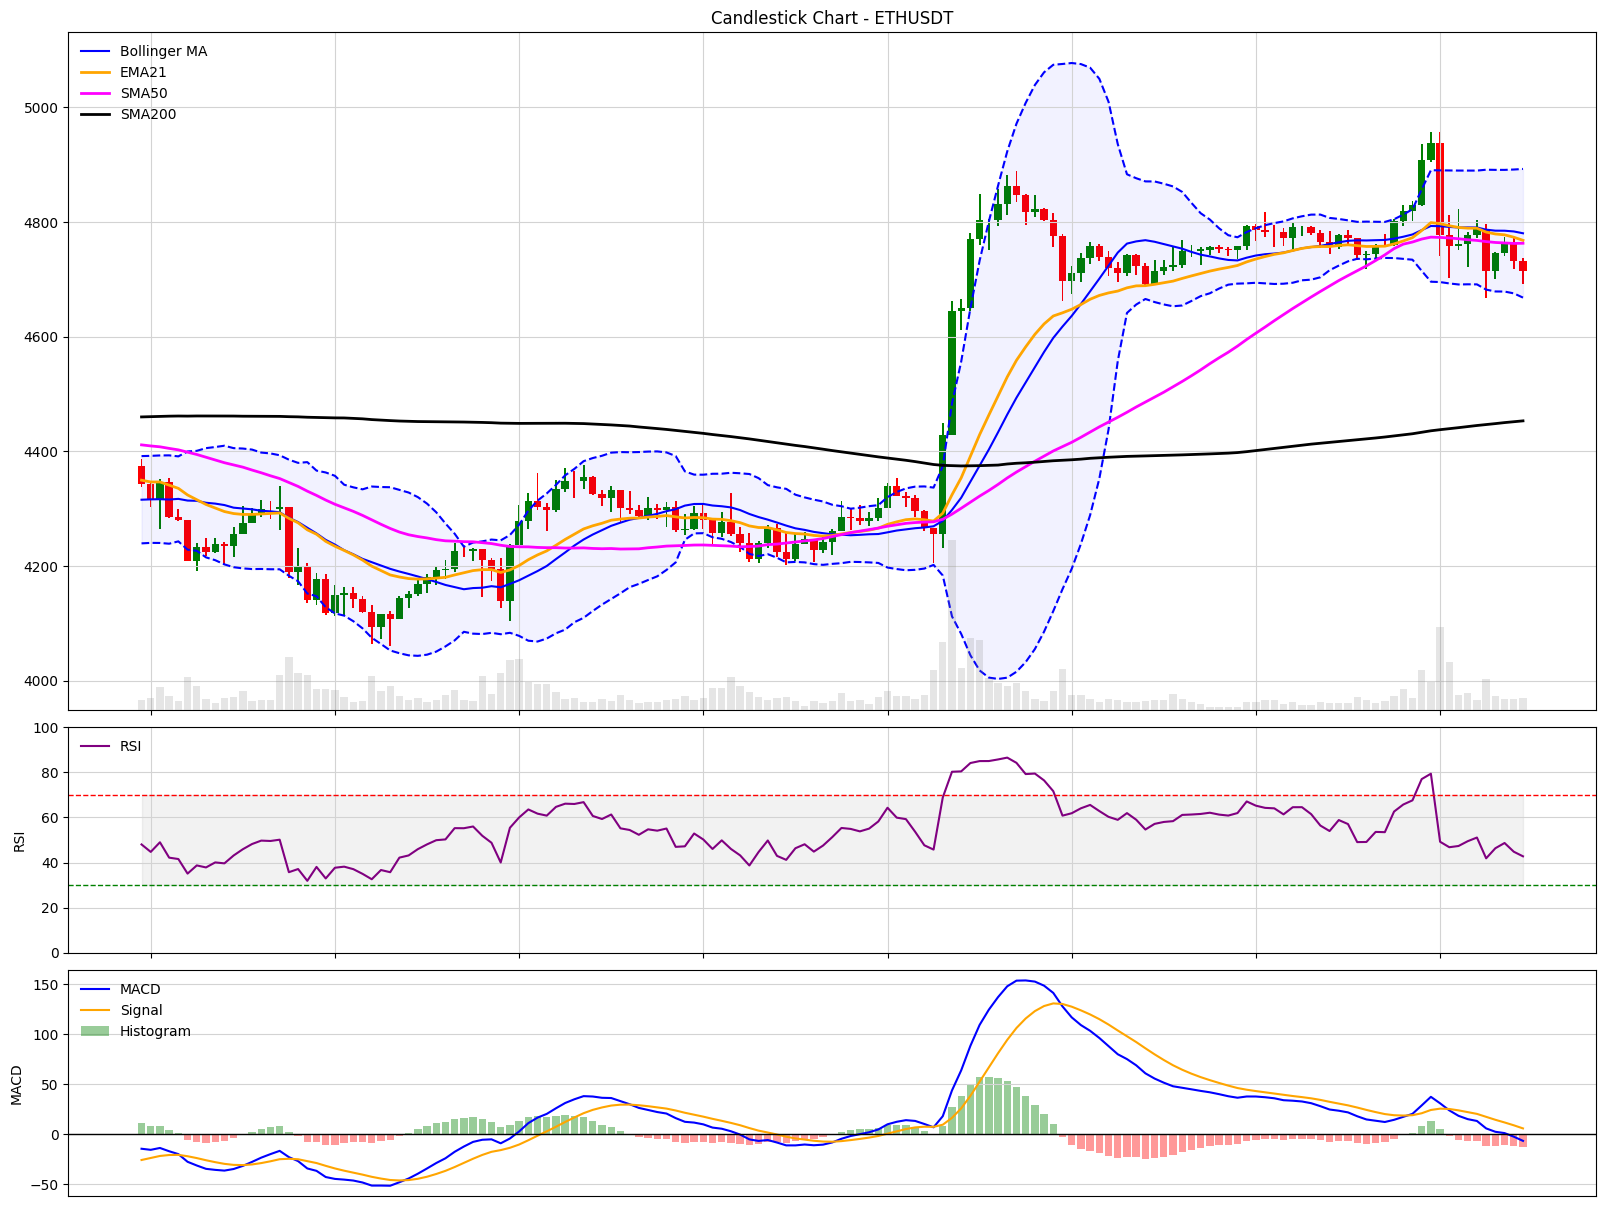 Candlestick Chart - ETHUSDT
Bollinger MA
EMA21
SMA50
SMA200
5000
4800
4600
4400
4200
4000
RSI
100
80
60
40
20
0
RSI
MACD
Signal
Histogram
150
100
50
0
−50
MACD